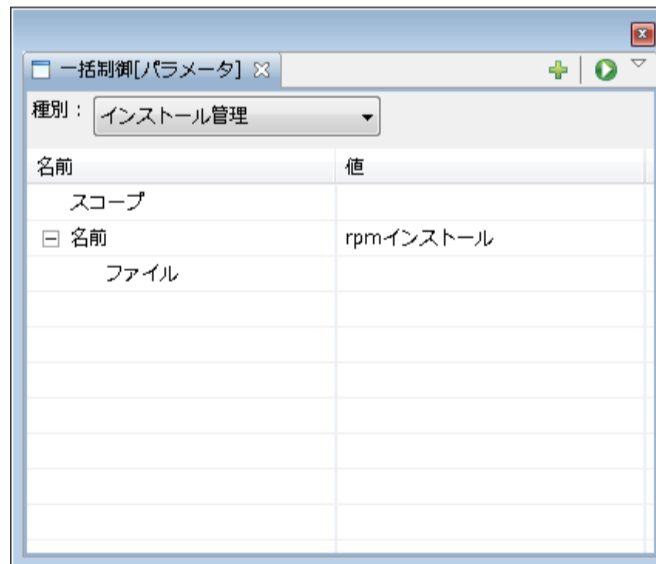 一括制御[パラメータ]
種別： インストール管理
名前 値
スコープ
名前 rpmインストール
ファイル